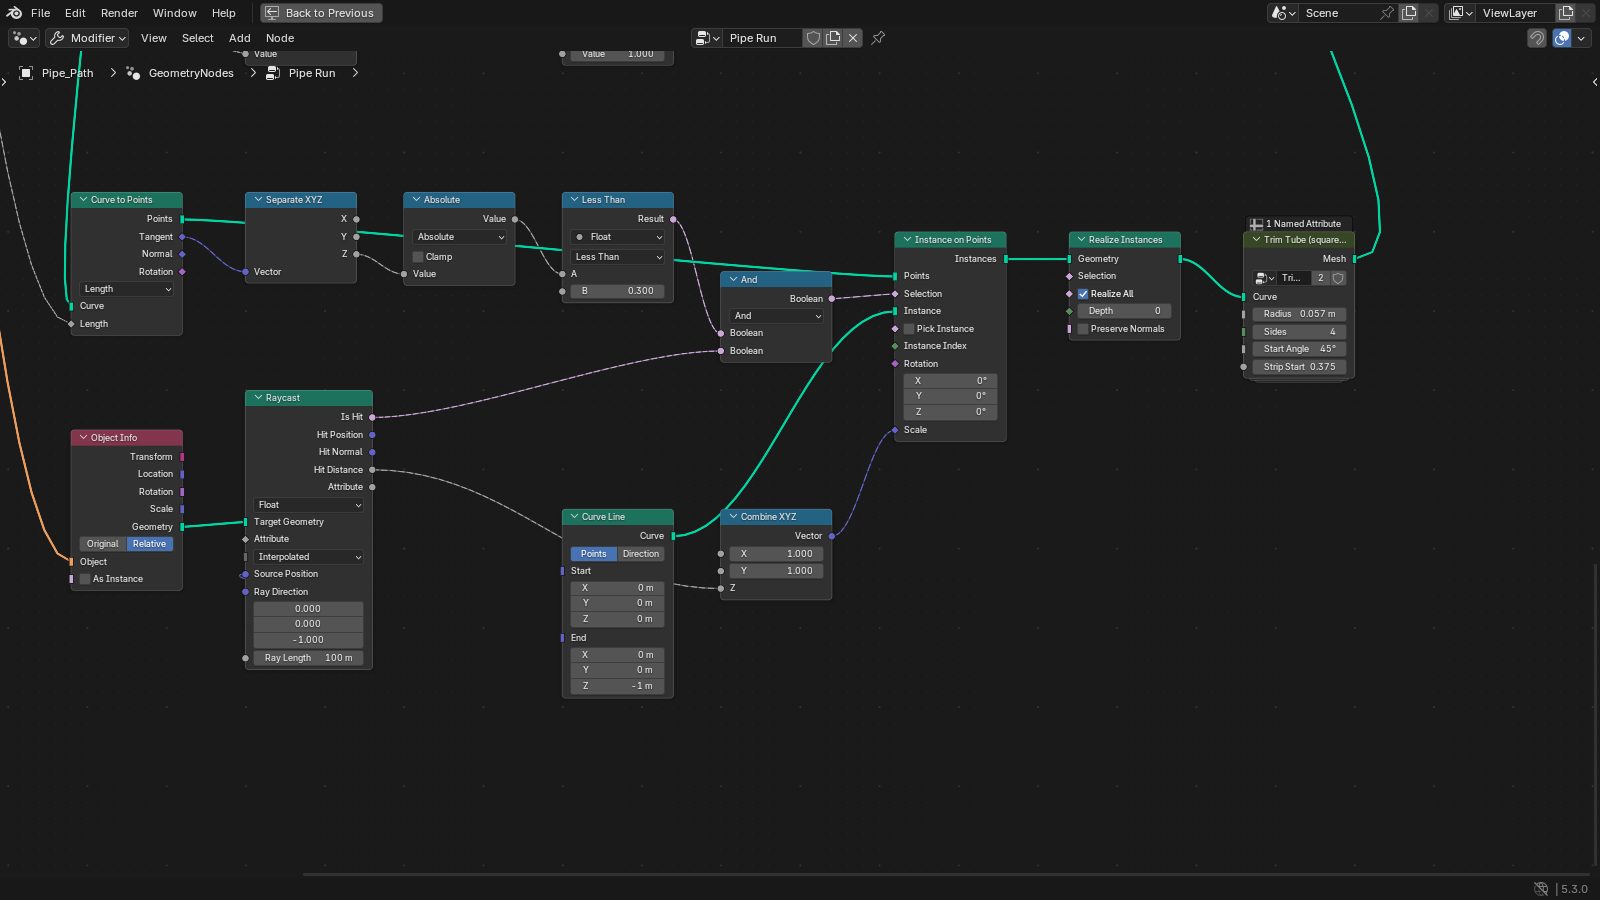 File Edit Render Window Help Back to Previous Scene ViewLayer
Modifier View Select Add Node Pipe Run
Value
Value 1.000
Pipe_Path GeometryNodes Pipe Run
Curve to Points
Points
Tangent
Normal
Rotation
Length
Curve
Length
Separate XYZ
X
Y
Z
Vector
Absolute
Value
Absolute
Clamp
Value
Less Than
Result
Float
Less Than
A
B 0.300
And
Boolean
And
Boolean
Boolean
Instance on Points
Instances
Points
Selection
Instance
Pick Instance
Instance Index
Rotation
X 0°
Y 0°
Z 0°
Scale
Realize Instances
Geometry
Selection
Realize All
Depth 0
Preserve Normals
1 Named Attribute
Trim Tube (square...
Mesh
Tri... 2
Curve
Radius 0.057 m
Sides 4
Start Angle 45°
Strip Start 0.375
Object Info
Transform
Location
Rotation
Scale
Geometry
Original Relative
Object
As Instance
Raycast
Is Hit
Hit Position
Hit Normal
Hit Distance
Attribute
Float
Target Geometry
Attribute
Interpolated
Source Position
Ray Direction
0.000
0.000
-1.000
Ray Length 100 m
Curve Line
Curve
Points Direction
Start
X 0 m
Y 0 m
Z 0 m
End
X 0 m
Y 0 m
Z -1 m
Combine XYZ
Vector
X 1.000
Y 1.000
Z
5.3.0